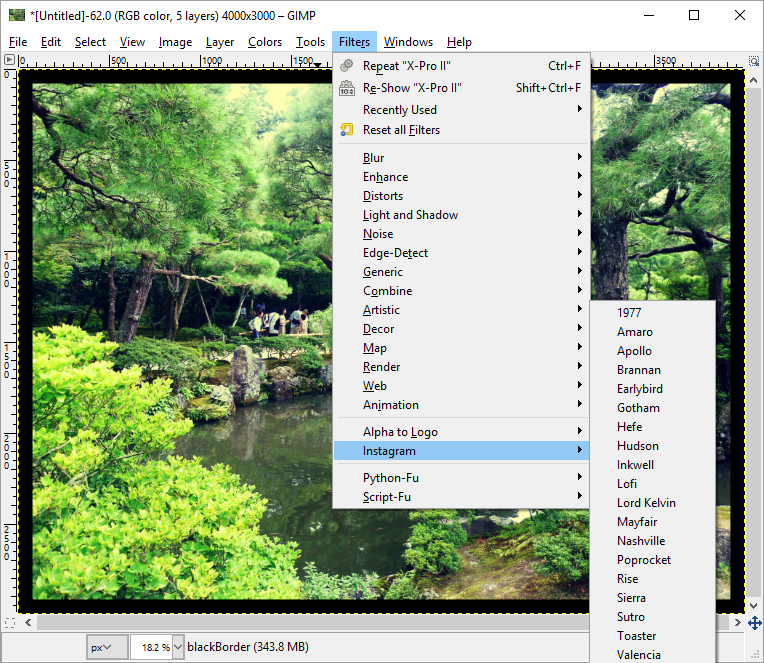 *[Untitled]-62.0 (RGB color, 5 layers) 4000x3000 – GIMP
File Edit Select View Image Layer Colors Tools Filters Windows Help
0 500 1000 1500 3500
0
500
1000
1500
2000
2500
Repeat "X-Pro II" Ctrl+F
Re-Show "X-Pro II" Shift+Ctrl+F
Recently Used
Reset all Filters
Blur
Enhance
Distorts
Light and Shadow
Noise
Edge-Detect
Generic
Combine
Artistic
Decor
Map
Render
Web
Animation
Alpha to Logo
Instagram
Python-Fu
Script-Fu
1977
Amaro
Apollo
Brannan
Earlybird
Gotham
Hefe
Hudson
Inkwell
Lofi
Lord Kelvin
Mayfair
Nashville
Poprocket
Rise
Sierra
Sutro
Toaster
Valencia
px 18.2 % blackBorder (343.8 MB)